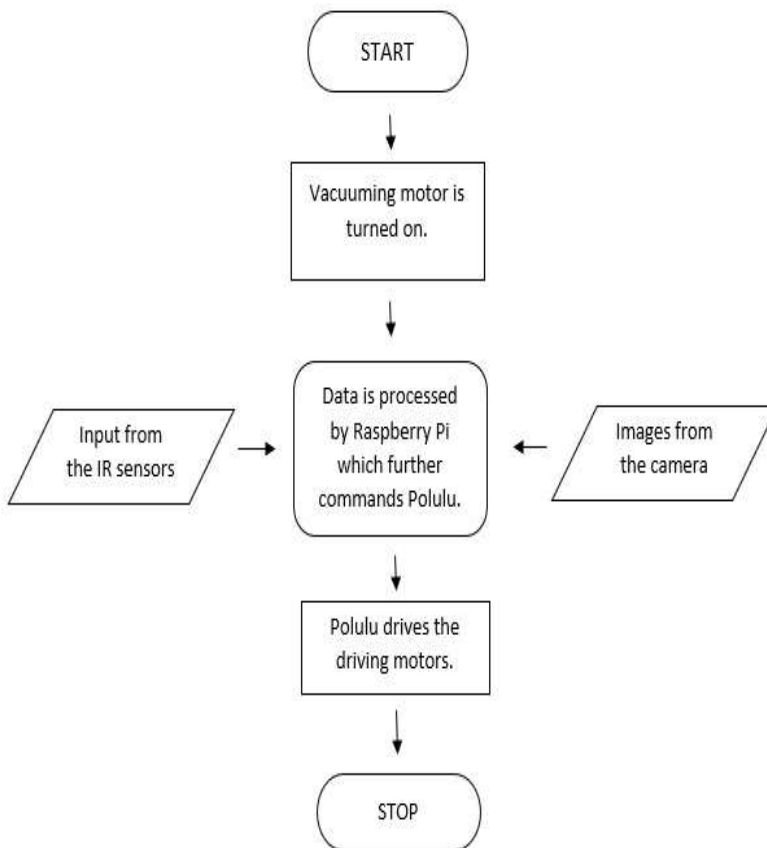 START
Vacuuming motor is
turned on.
Input from
the IR sensors
Data is processed
by Raspberry Pi
which further
commands Polulu.
Images from
the camera
Polulu drives the
driving motors.
STOP